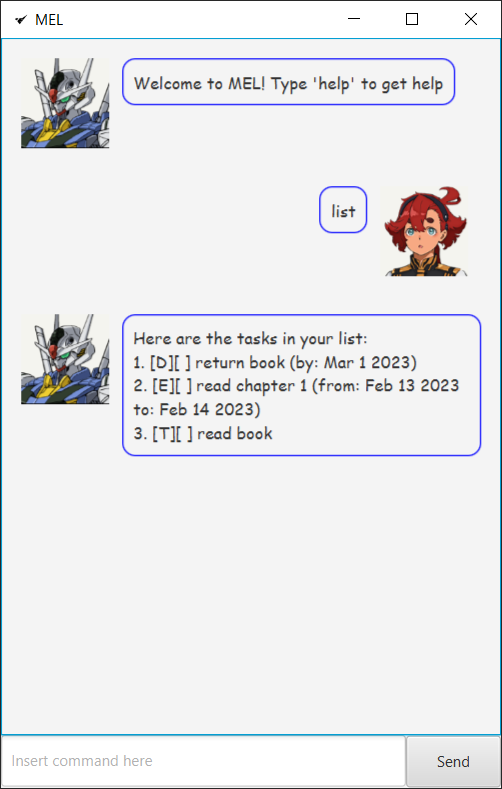 MEL
Welcome to MEL! Type 'help' to get help
list
Here are the tasks in your list:
1. [D][ ] return book (by: Mar 1 2023)
2. [E][ ] read chapter 1 (from: Feb 13 2023
to: Feb 14 2023)
3. [T][ ] read book
Insert command here
Send